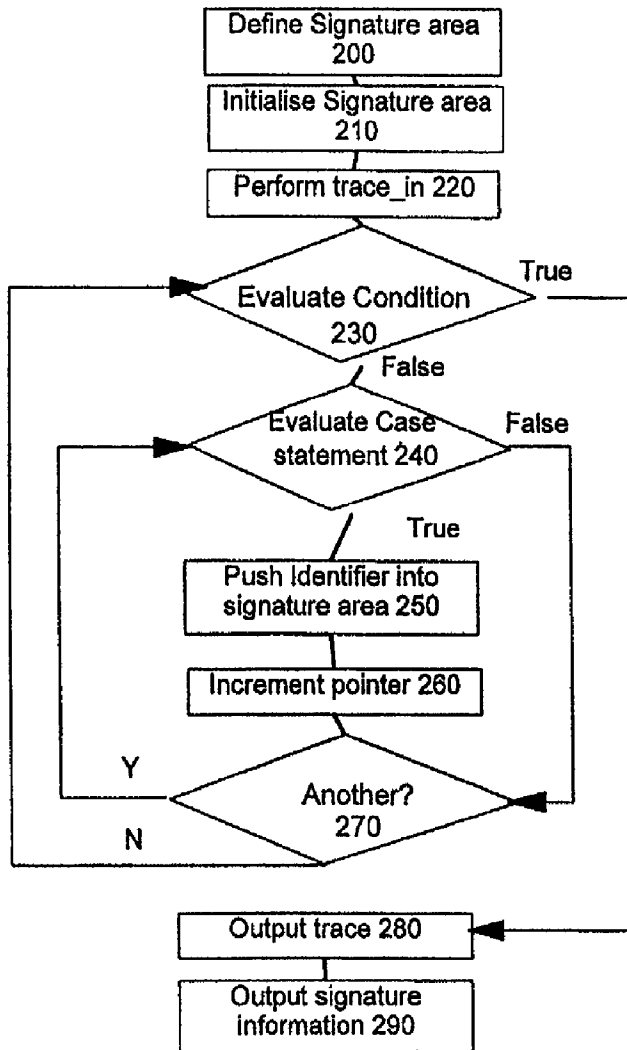 Define Signature area
200
Initialise Signature area
210
Perform trace_in 220
True
Evaluate Condition
230
False
Evaluate Case
statement 240
False
True
Push Identifier into
signature area 250
Increment pointer 260
Y
Another?
270
N
Output trace 280
Output signature
information 290